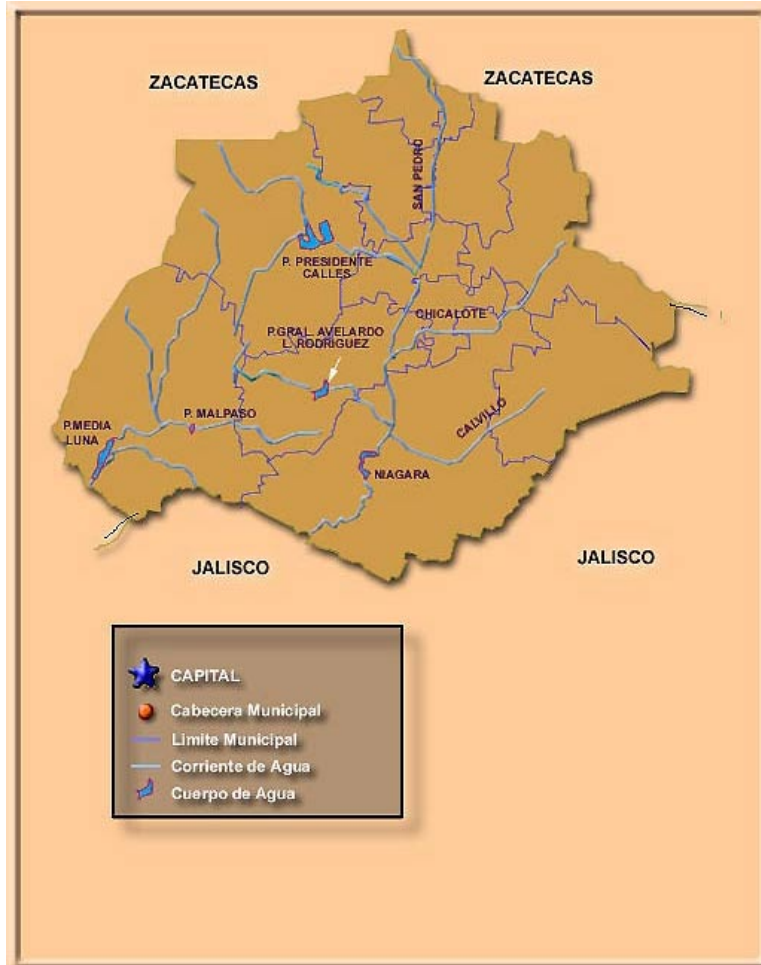 ZACATECAS
ZACATECAS
SAN PEDRO
P. PRESIDENTE
CALLES
CHICALOTE
P.GRAL. AVELARDO
L. RODRIGUEZ
P. MALPASO
P.MEDIA
LUNA
CALVILLO
NIAGARA
JALISCO
JALISCO
CAPITAL
Cabecera Municipal
Limite Municipal
Corriente de Agua
Cuerpo de Agua